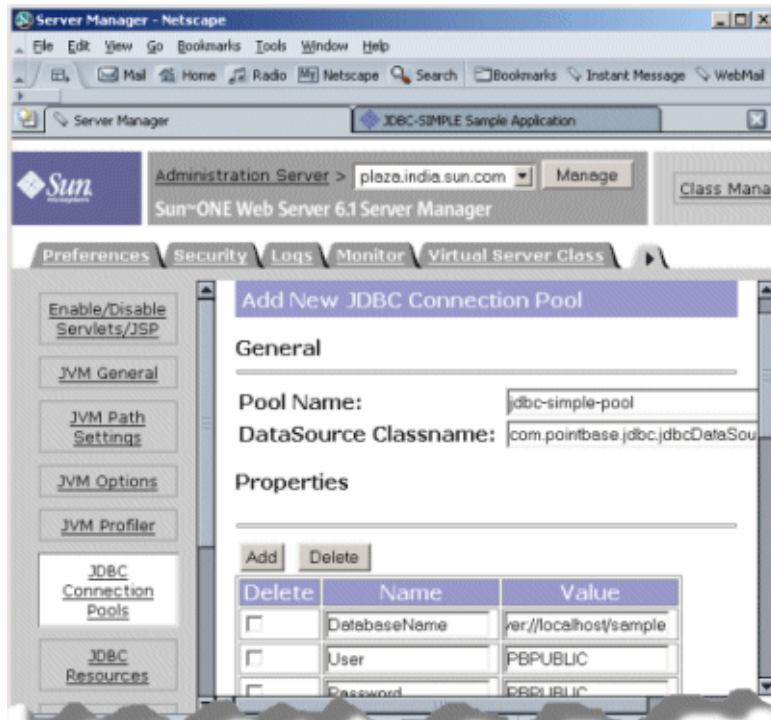 Server Manager - Netscape
File Edit View Go Bookmarks Tools Window Help
Mail Home Radio My Netscape Search Bookmarks Instant Message WebMail
Server Manager JDBC-SIMPLE Sample Application
Sun
microsystems
Administration Server > plaza.india.sun.com Manage
Class Mana
Sun~ONE Web Server 6.1 Server Manager
Preferences Security Logs Monitor Virtual Server Class
Enable/Disable
Servlets/JSP
JVM General
JVM Path
Settings
JVM Options
JVM Profiler
JDBC
Connection
Pools
JDBC
Resources
Add New JDBC Connection Pool
General
Pool Name: jdbc-simple-pool
DataSource Classname: com.pointbase.jdbc.jdbcDataSou
Properties
Add Delete
Delete Name Value
DatabaseName ver://localhost/sample
User PBPUBLIC
Password PBPUBLIC